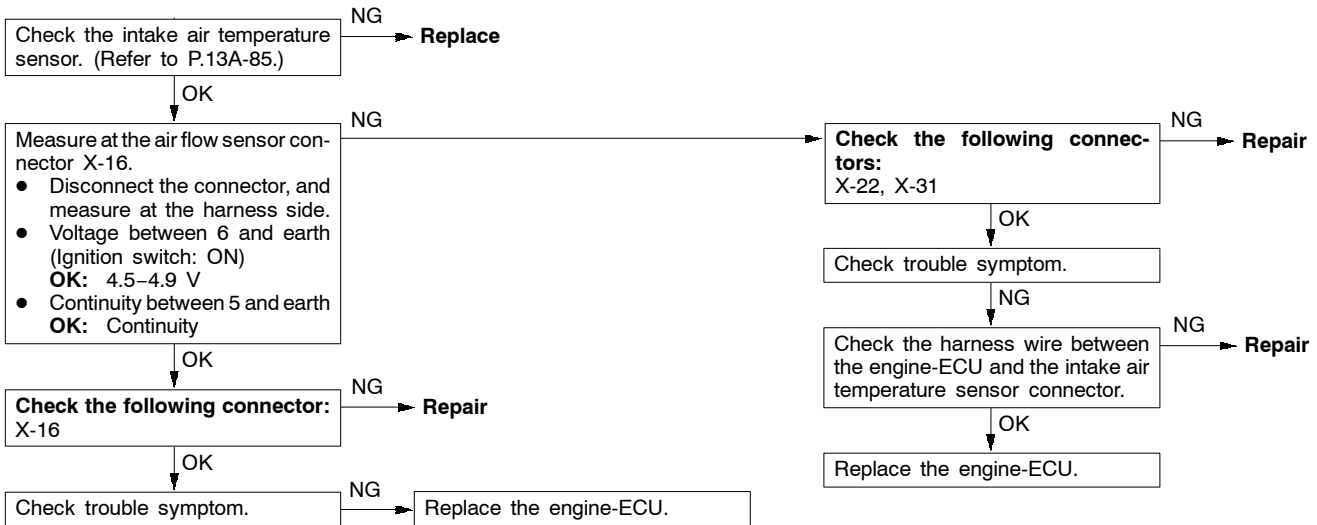 NG
Check the intake air temperature
sensor. (Refer to P.13A-85.)
Replace
OK
Measure at the air flow sensor con-
nector X-16.
● Disconnect the connector, and
measure at the harness side.
● Voltage between 6 and earth
(Ignition switch: ON)
OK: 4.5–4.9 V
● Continuity between 5 and earth
OK: Continuity
NG
OK
Check the following connector:
X-16
NG
Repair
OK
Check trouble symptom.
NG
Replace the engine-ECU.
Check the following connec-
tors:
X-22, X-31
NG
Repair
OK
Check trouble symptom.
NG
Check the harness wire between
the engine-ECU and the intake air
temperature sensor connector.
NG
Repair
OK
Replace the engine-ECU.